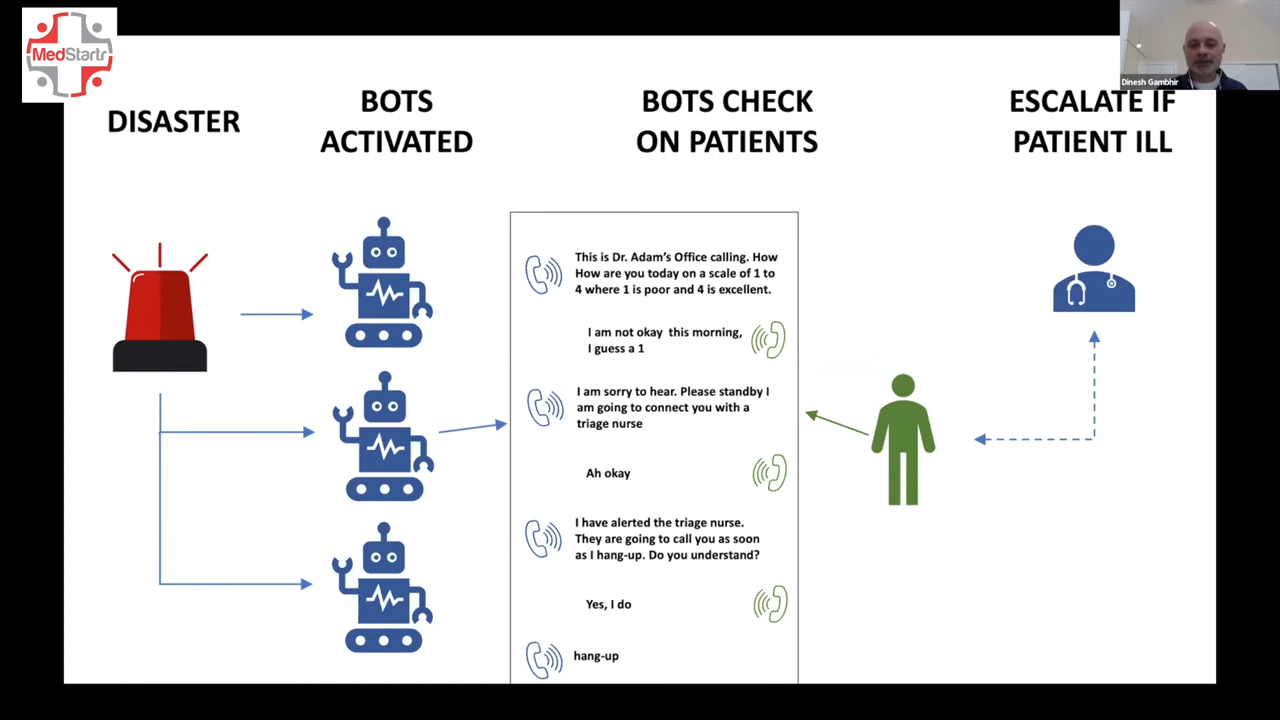 MedStartr
Dinesh Gambhir
DISASTER
BOTS
ACTIVATED
BOTS CHECK
ON PATIENTS
ESCALATE IF
PATIENT ILL
This is Dr. Adam's Office calling. How
How are you today on a scale of 1 to
4 where 1 is poor and 4 is excellent.
I am not okay this morning,
I guess a 1
I am sorry to hear. Please standby I
am going to connect you with a
triage nurse
Ah okay
I have alerted the triage nurse.
They are going to call you as soon
as I hang-up. Do you understand?
Yes, I do
hang-up